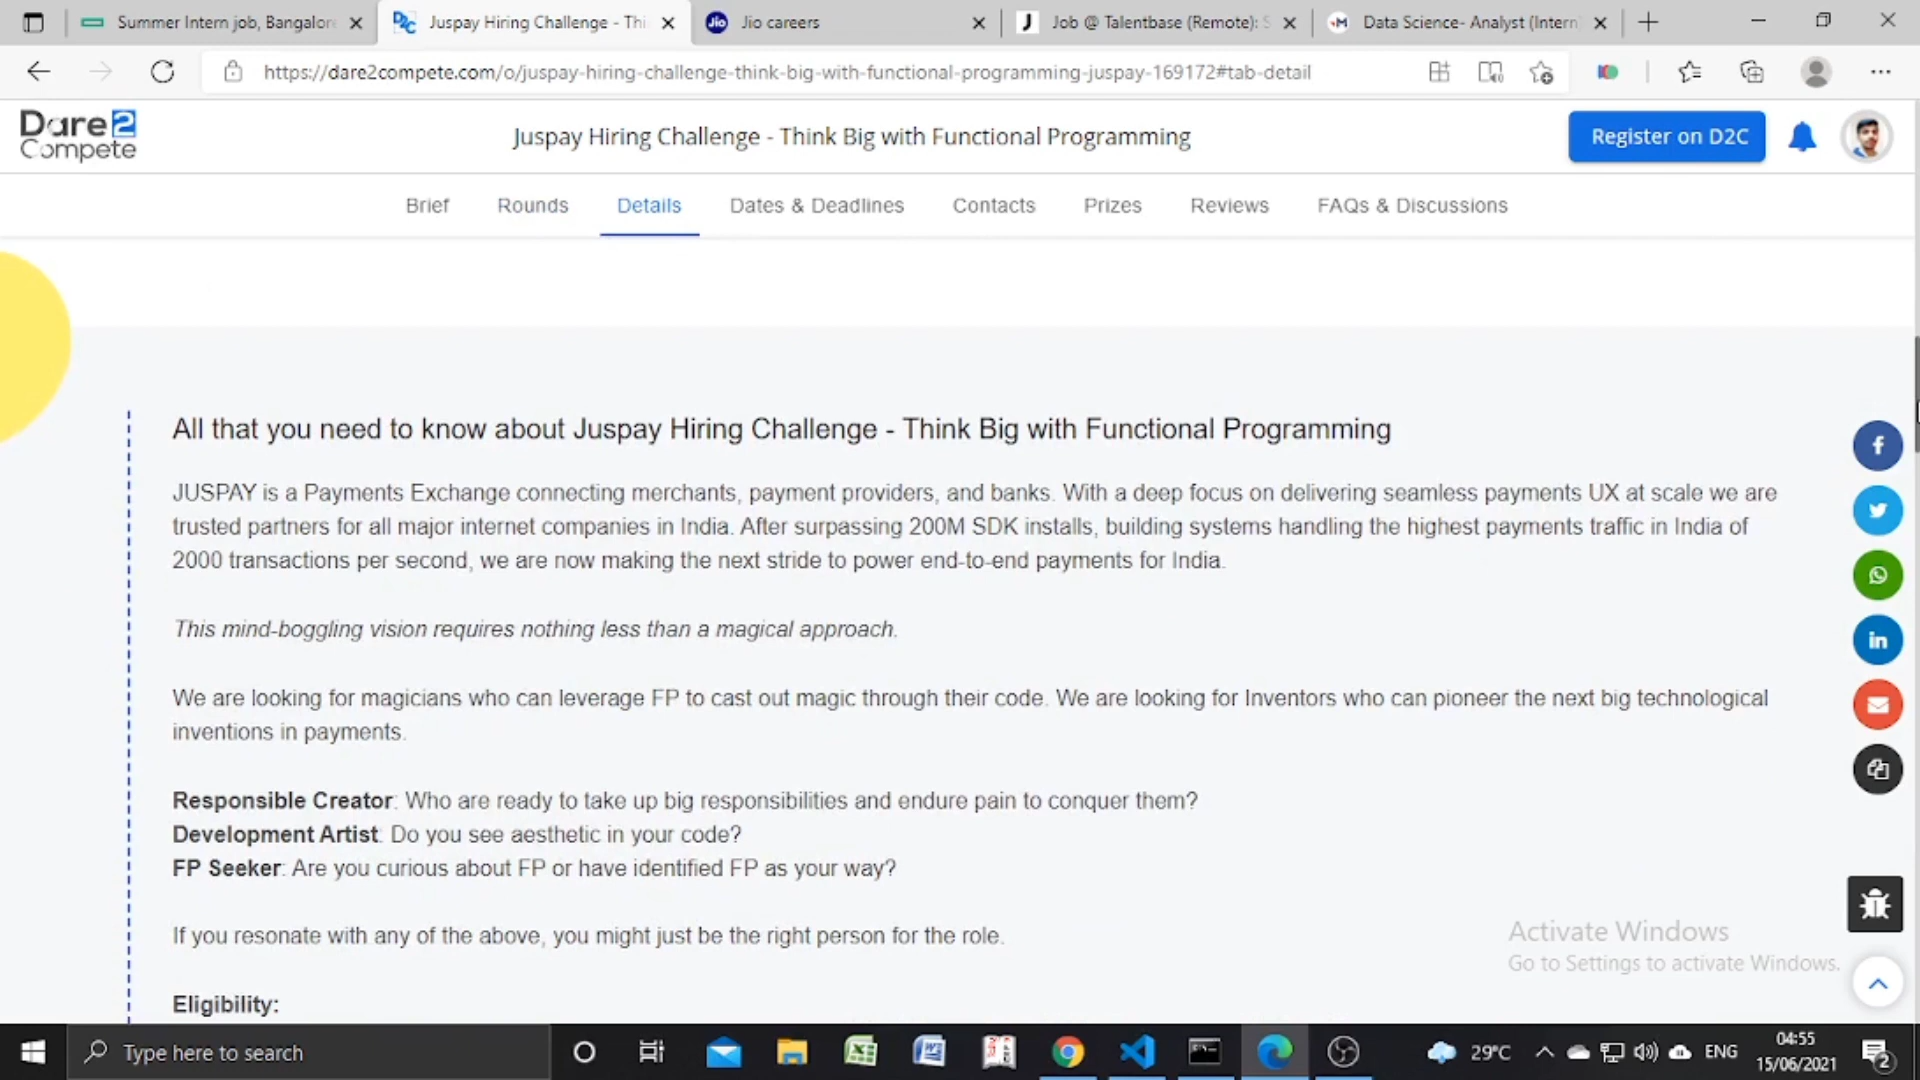 Summer Intern job, Bangalore
Juspay Hiring Challenge - Thi
Jio
Jio careers
J
Job @ Talentbase (Remote): S
Data Science- Analyst (Intern
https://dare2compete.com/o/juspay-hiring-challenge-think-big-with-functional-programming-juspay-169172#tab-detail
Dare2
Compete
Juspay Hiring Challenge - Think Big with Functional Programming
Register on D2C
Brief
Rounds
Details
Dates & Deadlines
Contacts
Prizes
Reviews
FAQs & Discussions
All that you need to know about Juspay Hiring Challenge - Think Big with Functional Programming
JUSPAY is a Payments Exchange connecting merchants, payment providers, and banks. With a deep focus on delivering seamless payments UX at scale we are
trusted partners for all major internet companies in India. After surpassing 200M SDK installs, building systems handling the highest payments traffic in India of
2000 transactions per second, we are now making the next stride to power end-to-end payments for India.
This mind-boggling vision requires nothing less than a magical approach.
We are looking for magicians who can leverage FP to cast out magic through their code. We are looking for Inventors who can pioneer the next big technological
inventions in payments.
Responsible Creator: Who are ready to take up big responsibilities and endure pain to conquer them?
Development Artist: Do you see aesthetic in your code?
FP Seeker: Are you curious about FP or have identified FP as your way?
If you resonate with any of the above, you might just be the right person for the role.
Eligibility:
Activate Windows
Go to Settings to activate Windows.
Type here to search
29°C
ENG
04:55
15/06/2021
2